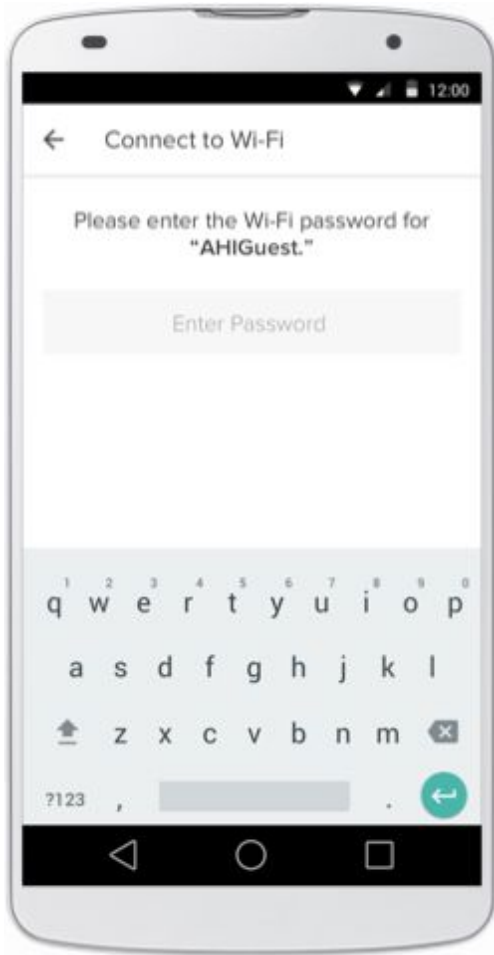 12:00
Connect to Wi-Fi
Please enter the Wi-Fi password for
“AHIGuest.”
Enter Password
1 2 3 4 5 6 7 8 9 0
q w e r t y u i o p
a s d f g h j k l
z x c v b n m
?123 , .